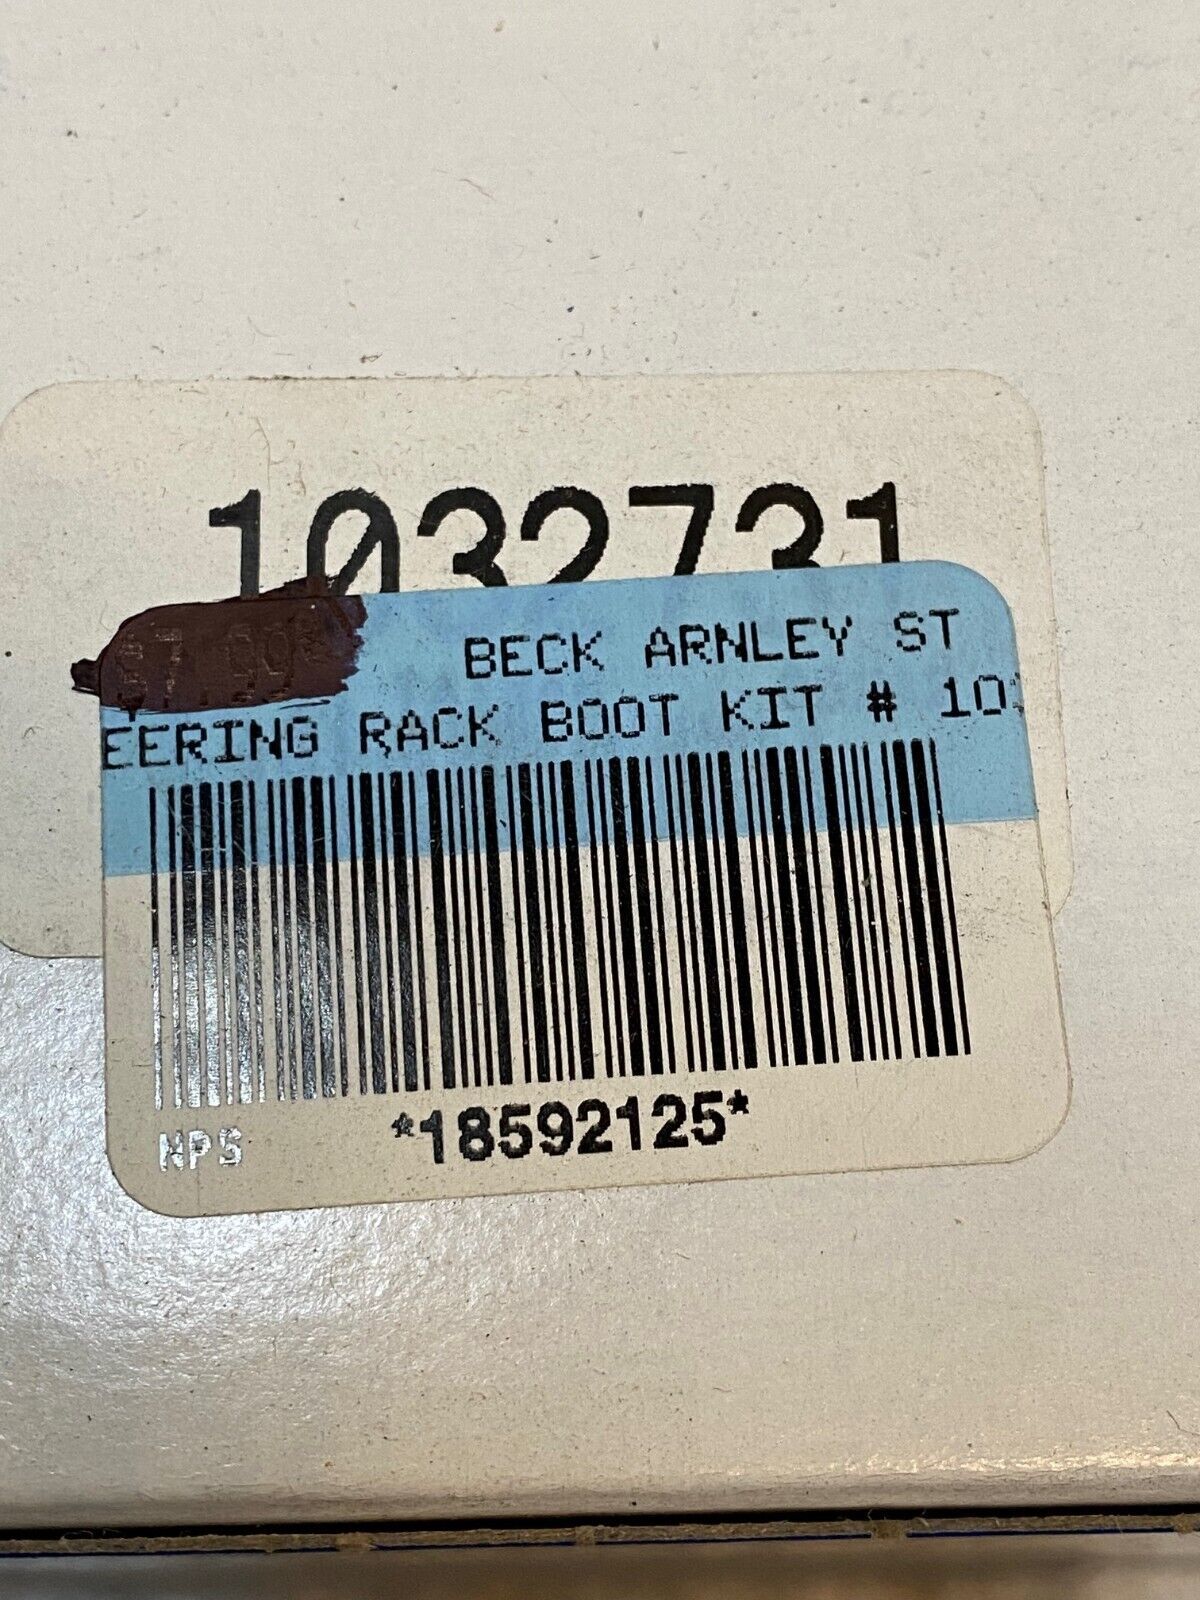 1032731
BECK ARNLEY ST
EERING RACK BOOT KIT # 10
*18592125*
NPS